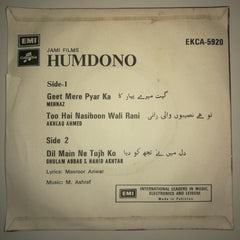 EMI
JAMI FILMS
HUMDONO
EKCA-5920
Side-1
Geet Mere Pyar Ka گیت میرے پیار کا
MEHNAZ
Too Hai Nasiboon Wali Rani تو ہے نصیبوں والی رانی
AKHLAQ AHMED
Side 2
Dil Main Ne Tujh Ko دل میں نے تجھ کو دیا
GHULAM ABBAS & NAHID AKHTAR
Lyrics: Masroor Anwar
Music: M. Ashraf
EMI
INTERNATIONAL LEADERS IN MUSIC, ELECTRONICS AND LEISURE
Made in Pakistan